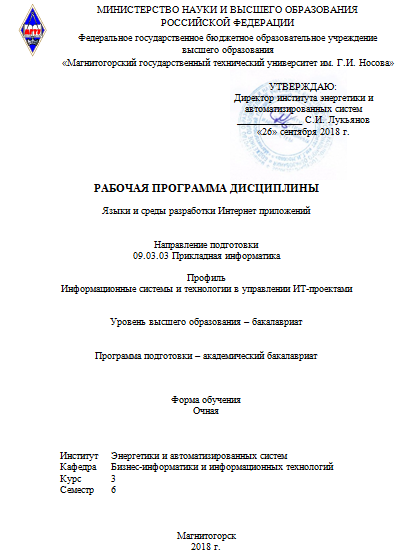 МИНИСТЕРСТВО НАУКИ И ВЫСШЕГО ОБРАЗОВАНИЯ
РОССИЙСКОЙ ФЕДЕРАЦИИ
Федеральное государственное бюджетное образовательное учреждение
высшего образования
«Магнитогорский государственный технический университет им. Г.И. Носова»
УТВЕРЖДАЮ:
Директор института энергетики и
автоматизированных систем
С.И. Лукьянов
«26» сентября 2018 г.
РАБОЧАЯ ПРОГРАММА ДИСЦИПЛИНЫ
Языки и среды разработки Интернет приложений
Направление подготовки
09.03.03 Прикладная информатика
Профиль
Информационные системы и технологии в управлении ИТ-проектами
Уровень высшего образования – бакалавриат
Программа подготовки – академический бакалавриат
Форма обучения
Очная
Институт Энергетики и автоматизированных систем
Кафедра Бизнес-информатики и информационных технологий
Курс 3
Семестр 6
Магнитогорск
2018 г.